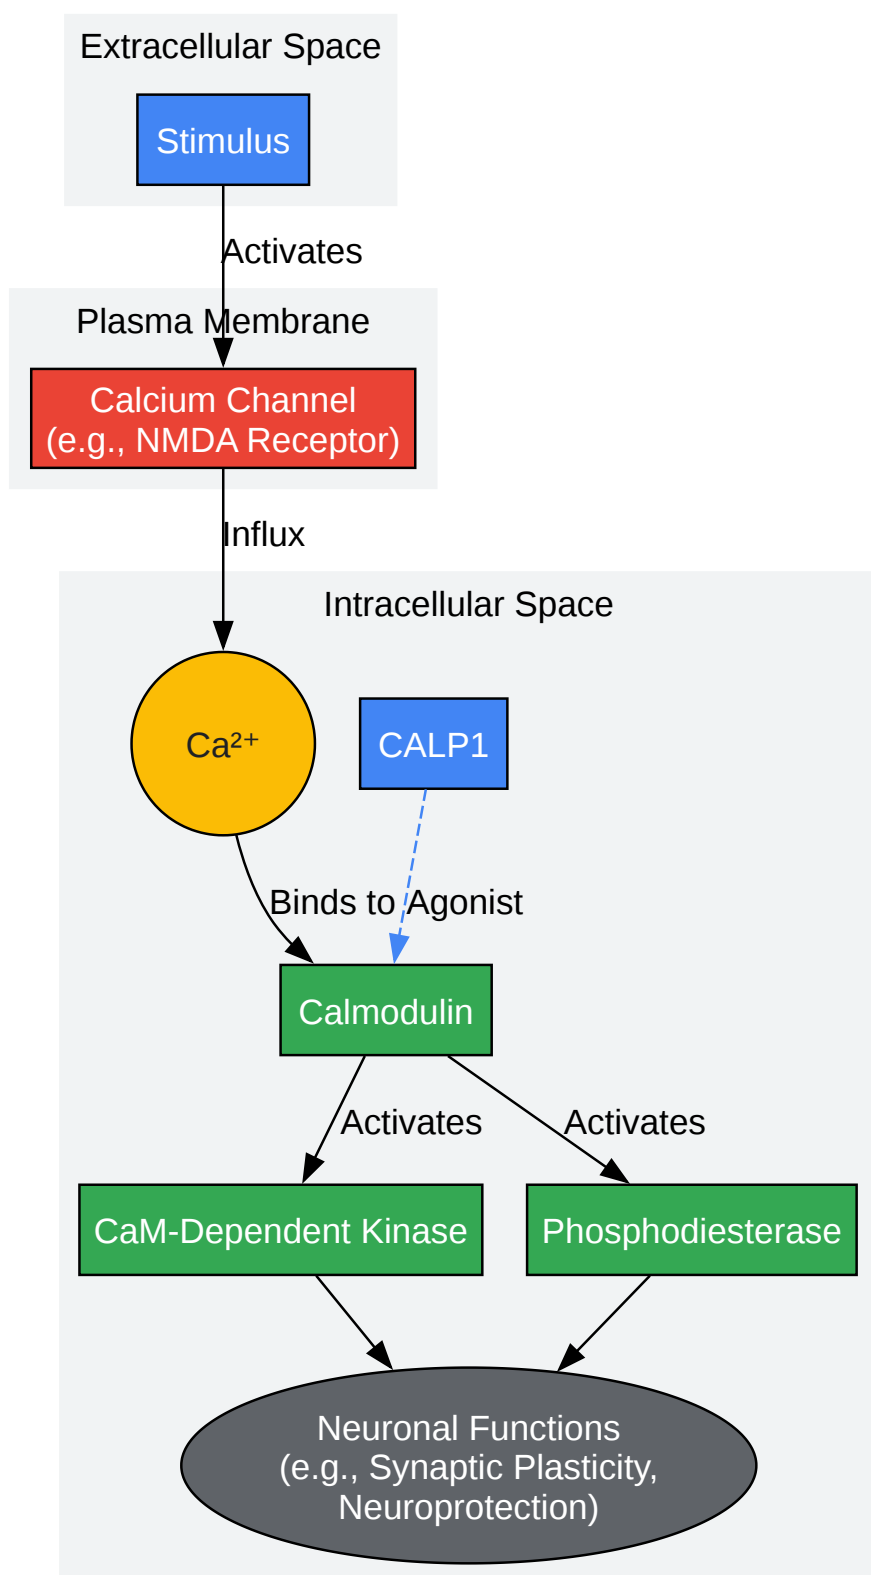 Extracellular Space
Stimulus
Activates
Plasma Membrane
Calcium Channel
(e.g., NMDA Receptor)
Influx
Intracellular Space
Ca²⁺
CALP1
Binds to
Agonist
Calmodulin
Activates
Activates
CaM-Dependent Kinase
Phosphodiesterase
Neuronal Functions
(e.g., Synaptic Plasticity,
Neuroprotection)